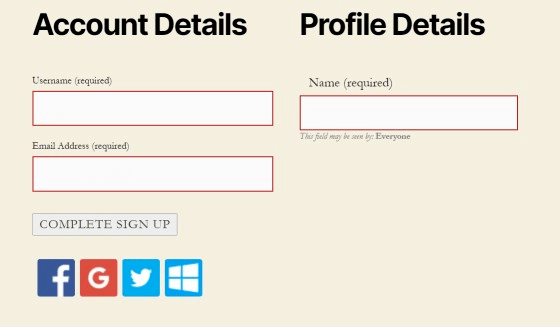 Account Details
Profile Details
Username (required)
Name (required)
Email Address (required)
This field may be seen by: Everyone
COMPLETE SIGN UP
f
G